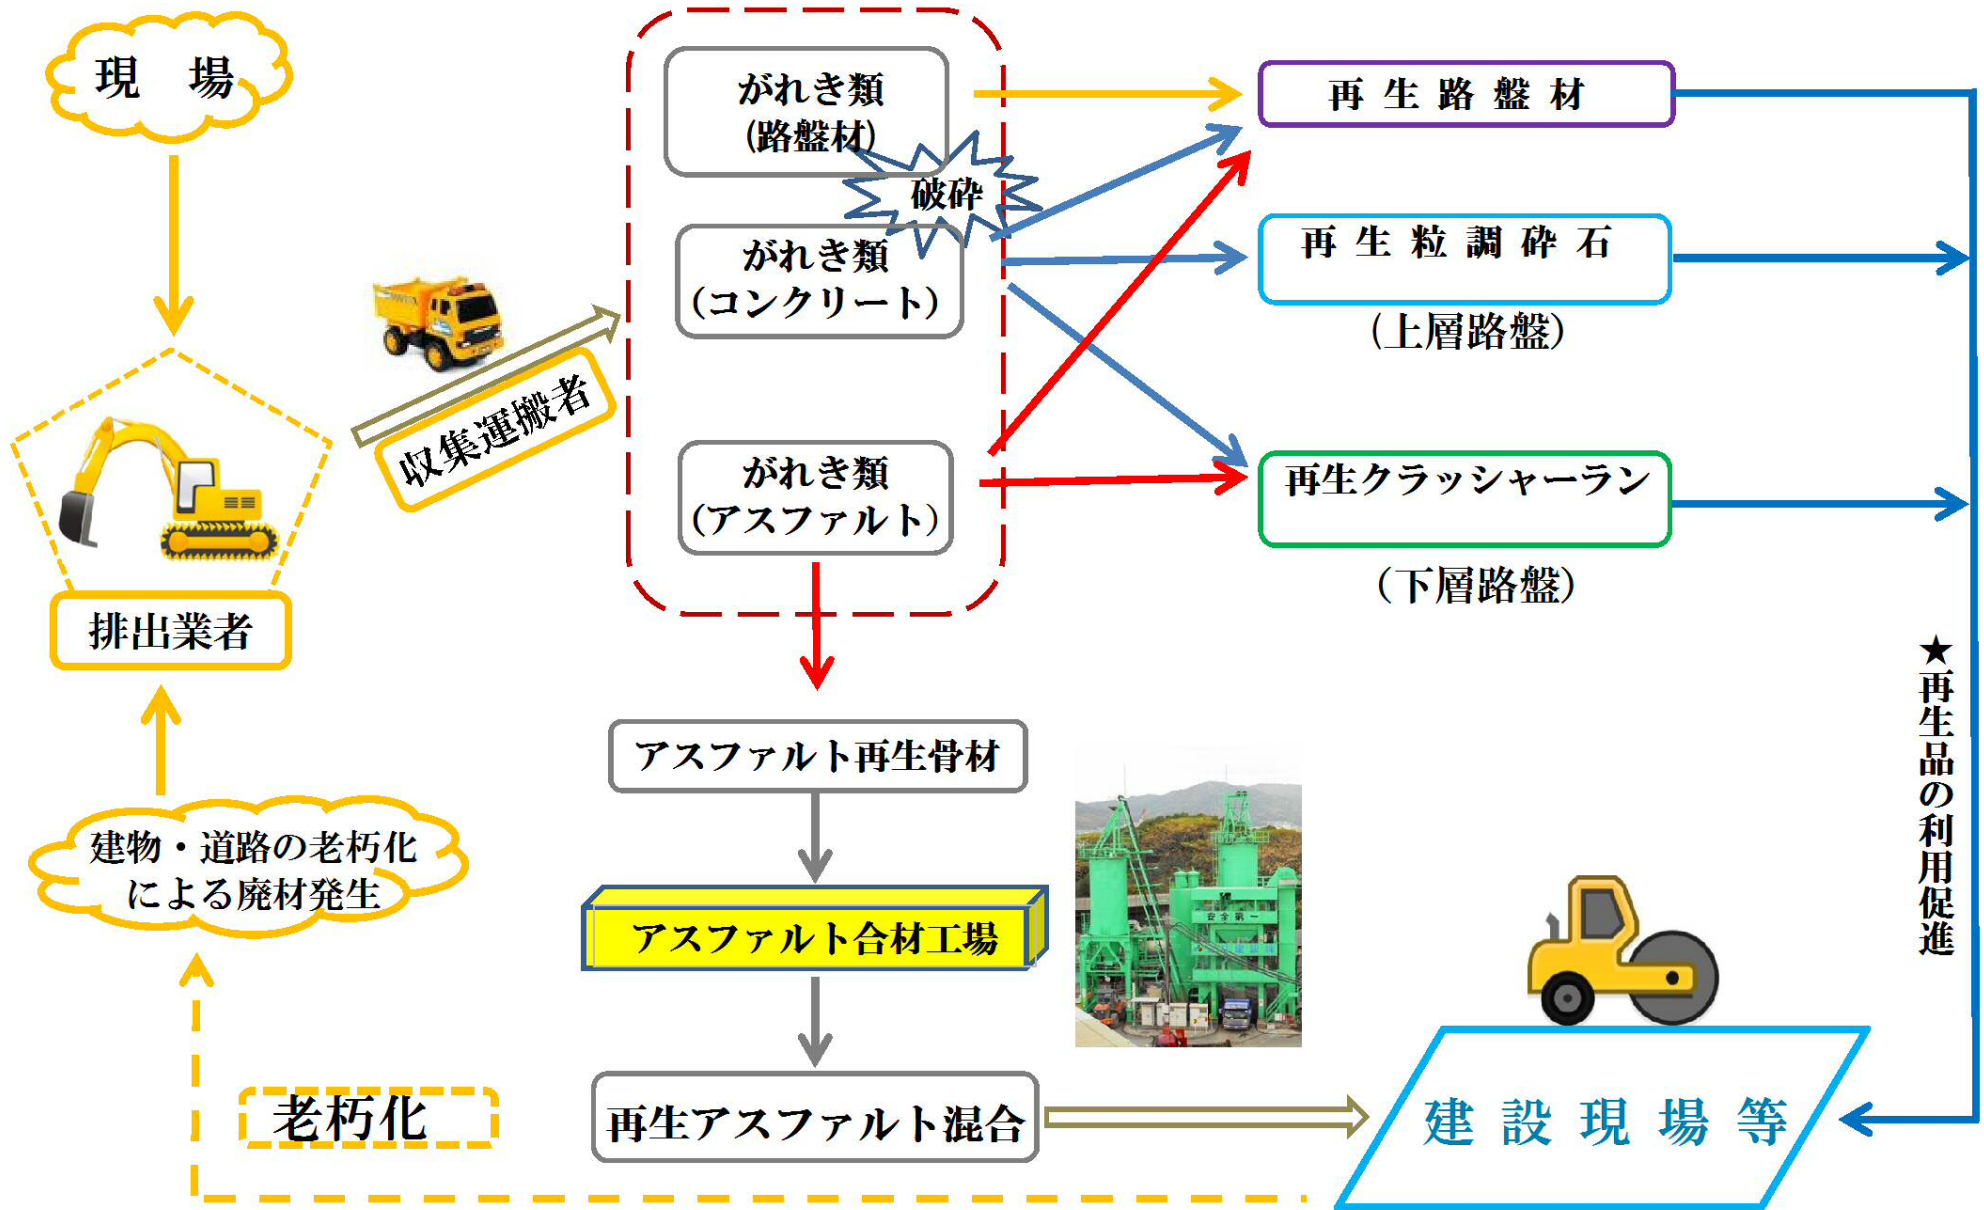 現　場
排出業者
建物・道路の老朽化
による廃材発生
老朽化
収集運搬者
がれき類
(路盤材)
破砕
がれき類
（コンクリート）
がれき類
（アスファルト）
アスファルト再生骨材
アスファルト合材工場
再生アスファルト混合
再生路盤材
再生粒調砕石
（上層路盤）
再生クラッシャーラン
（下層路盤）
★再生品の利用促進
安全第一
建設現場等